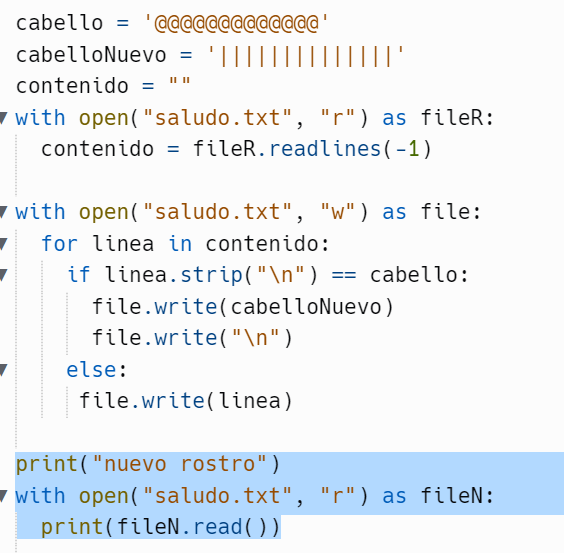 cabello = '@@@@@@@@@@@@@'
cabelloNuevo = '||||||||||||||'
contenido = ""
with open("saludo.txt", "r") as fileR:
  contenido = fileR.readlines(-1)
with open("saludo.txt", "w") as file:
  for linea in contenido:
    if linea.strip("\n") == cabello:
      file.write(cabelloNuevo)
      file.write("\n")
    else:
     file.write(linea)
print("nuevo rostro")
with open("saludo.txt", "r") as fileN:
  print(fileN.read())